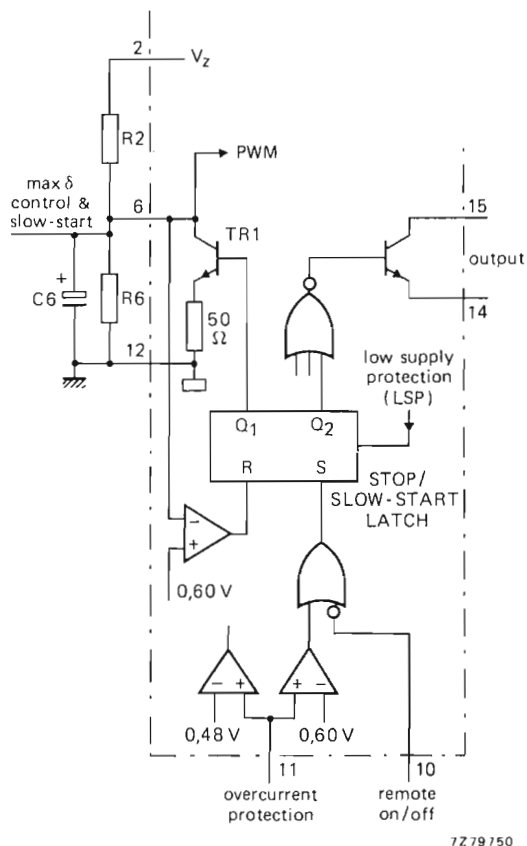 2
Vz
R2
PWM
max δ
control &
slow-start
6
15
TR1
output
+
C6
R6
50
Ω
14
12
low supply
protection
(LSP)
Q1
Q2
R
S
STOP/
SLOW-START
LATCH
−
+
0,60 V
− +
+ −
0,48 V
0,60 V
11
10
overcurrent
protection
remote
on/off
7Z79750